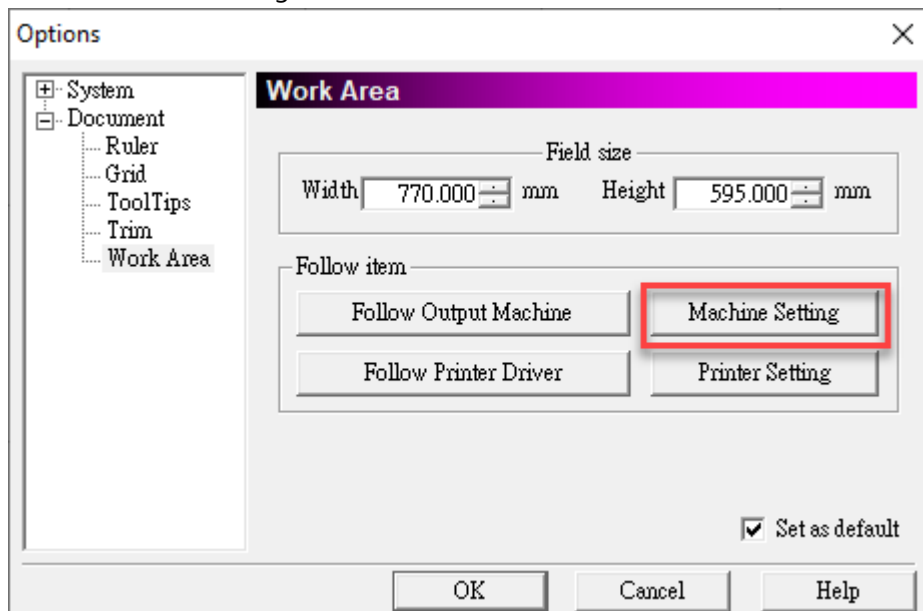 Options
System
Document
Ruler
Grid
ToolTips
Trim
Work Area
Work Area
Field size
Width 770.000 mm Height 595.000 mm
Follow item
Follow Output Machine Machine Setting
Follow Printer Driver Printer Setting
Set as default
OK Cancel Help